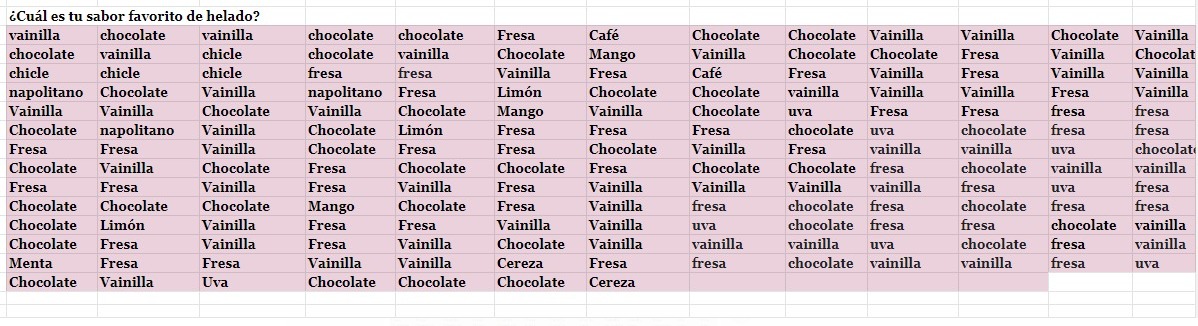 ¿Cuál es tu sabor favorito de helado?
vainilla chocolate vainilla chocolate chocolate Fresa Café Chocolate Chocolate Vainilla Vainilla Chocolate Vainilla
chocolate vainilla chicle chocolate vainilla Chocolate Mango Vainilla Chocolate Chocolate Fresa Vainilla Chocolat
chicle chicle chicle fresa fresa Vainilla Fresa Café Fresa Vainilla Fresa Vainilla Vainilla
napolitano Chocolate Vainilla napolitano Fresa Limón Chocolate Chocolate vainilla Vainilla Vainilla Fresa Vainilla
Vainilla Vainilla Chocolate Vainilla Chocolate Mango Vainilla Chocolate uva Fresa Fresa fresa fresa
Chocolate napolitano Vainilla Chocolate Limón Fresa Fresa Fresa chocolate uva chocolate fresa fresa
Fresa Fresa Vainilla Chocolate Fresa Fresa Chocolate Vainilla Fresa vainilla vainilla uva chocolate
Chocolate Vainilla Chocolate Fresa Chocolate Chocolate Fresa Chocolate Chocolate fresa chocolate vainilla vainilla
Fresa Fresa Vainilla Fresa Vainilla Fresa Vainilla Vainilla Vainilla vainilla fresa uva fresa
Chocolate Chocolate Chocolate Mango Chocolate Fresa Vainilla fresa chocolate fresa chocolate fresa fresa
Chocolate Limón Vainilla Fresa Fresa Vainilla Vainilla uva chocolate fresa fresa chocolate vainilla
Chocolate Fresa Vainilla Fresa Vainilla Chocolate Vainilla vainilla vainilla uva chocolate fresa vainilla
Menta Fresa Fresa Vainilla Vainilla Cereza Fresa fresa chocolate vainilla vainilla fresa uva
Chocolate Vainilla Uva Chocolate Chocolate Chocolate Cereza